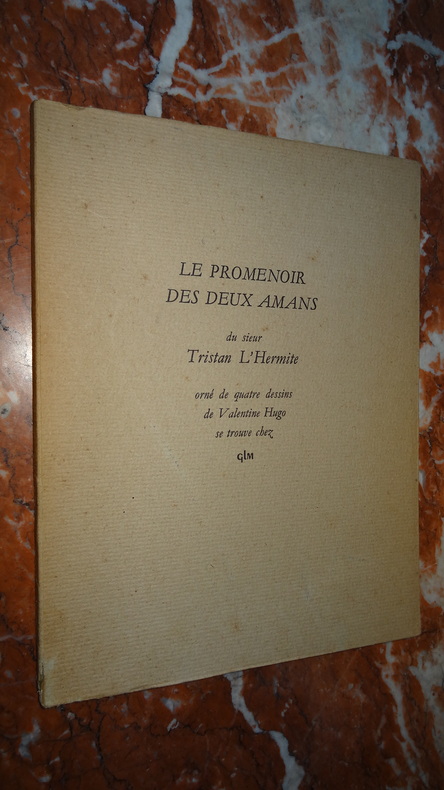 LE PROMENOIR
DES DEUX AMANS
du sieur
Tristan L'Hermite
orné de quatre dessins
de Valentine Hugo
se trouve chez
GLM